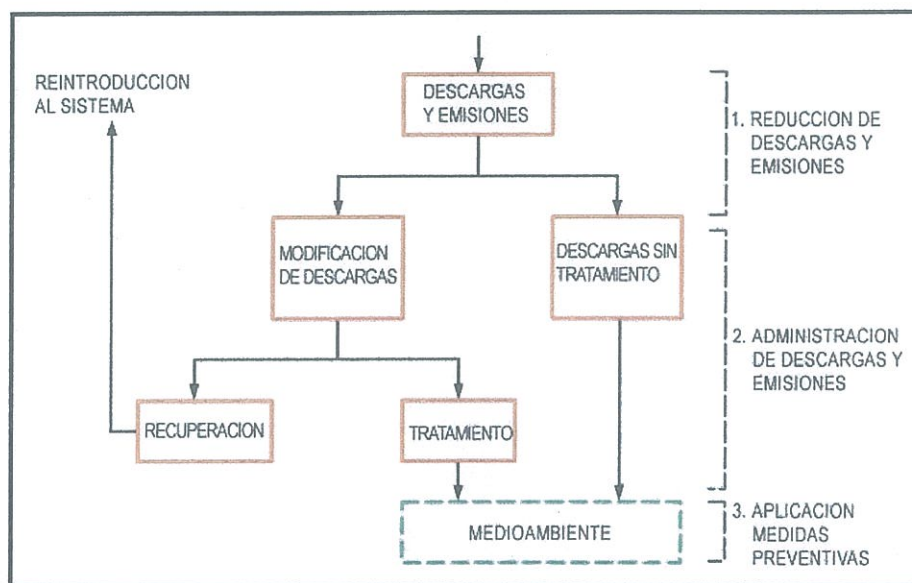 REINTRODUCCION
AL SISTEMA
DESCARGAS
Y EMISIONES
1. REDUCCION DE
DESCARGAS Y
EMISIONES
MODIFICACION
DE DESCARGAS
DESCARGAS SIN
TRATAMIENTO
2. ADMINISTRACION
DE DESCARGAS Y
EMISIONES
RECUPERACION
TRATAMIENTO
MEDIOAMBIENTE
3. APLICACION
MEDIDAS
PREVENTIVAS